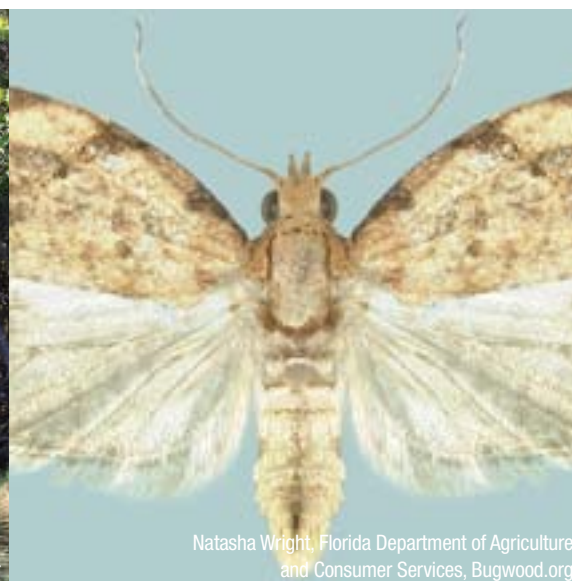 Natasha Wright, Florida Department of Agriculture
and Consumer Services, Bugwood.org